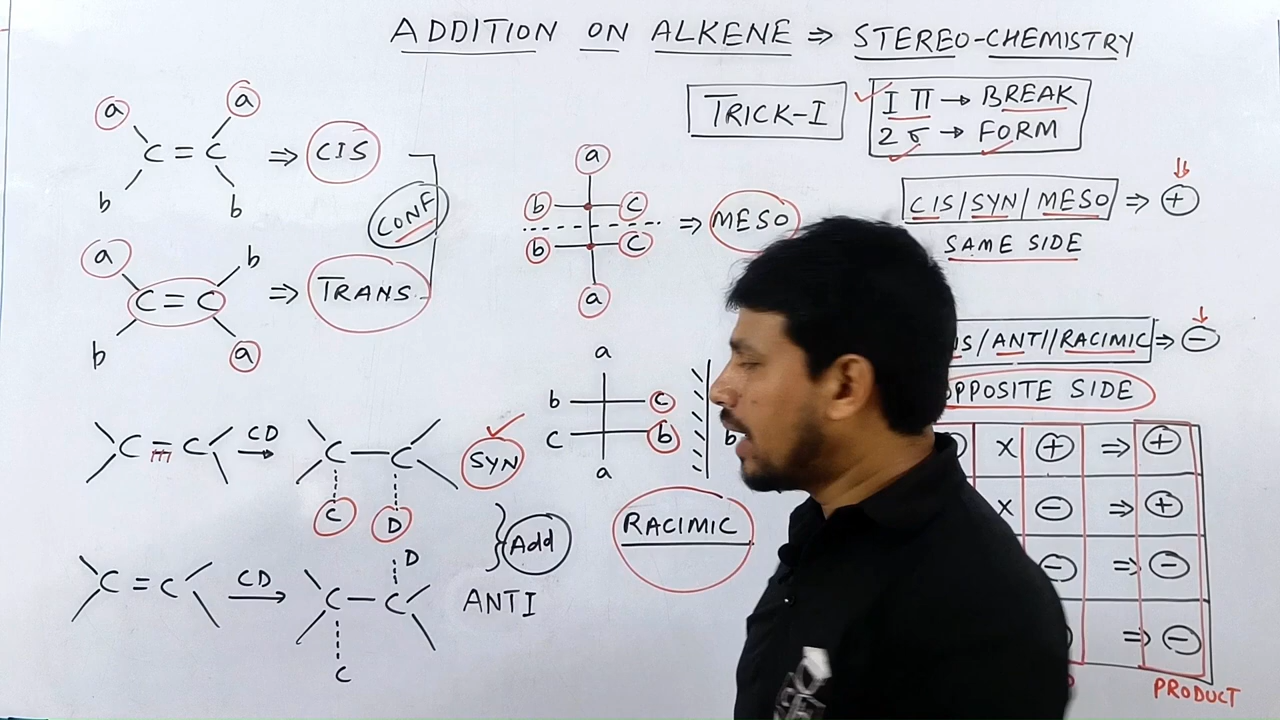 ADDITION ON ALKENE ⇒ STEREO-CHEMISTRY
TRICK-I
✓ I π → BREAK
2 σ → FORM
a a
C = C ⇒ CIS
b b
CONF
a b
C = C ⇒ TRANS
b a
a
b c
b c
a
⇒ MESO
CIS/SYN/MESO ⇒ +
SAME SIDE
IS/ANTI/RACIMIC ⇒ −
OPPOSITE SIDE
a
b c
c b
a
b
RACIMIC
C = C CD → C — C SYN
C D
Add
C = C CD → C — C ANTI
D
C
x + ⇒ +
x − ⇒ +
− ⇒ −
⇒ −
PRODUCT